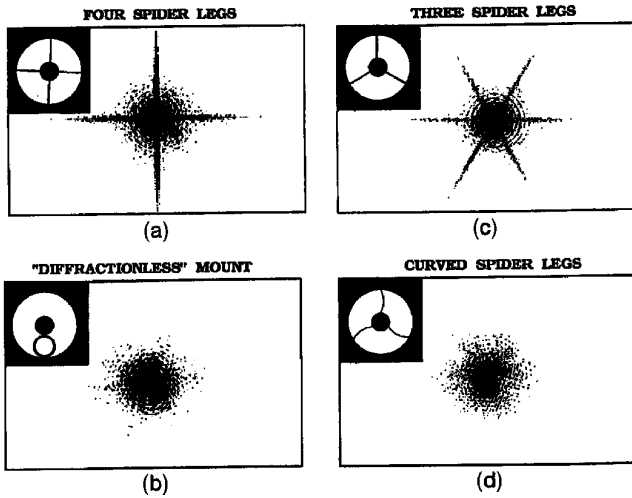 FOUR SPIDER LEGS
(a)
THREE SPIDER LEGS
(c)
"DIFFRACTIONLESS" MOUNT
(b)
CURVED SPIDER LEGS
(d)